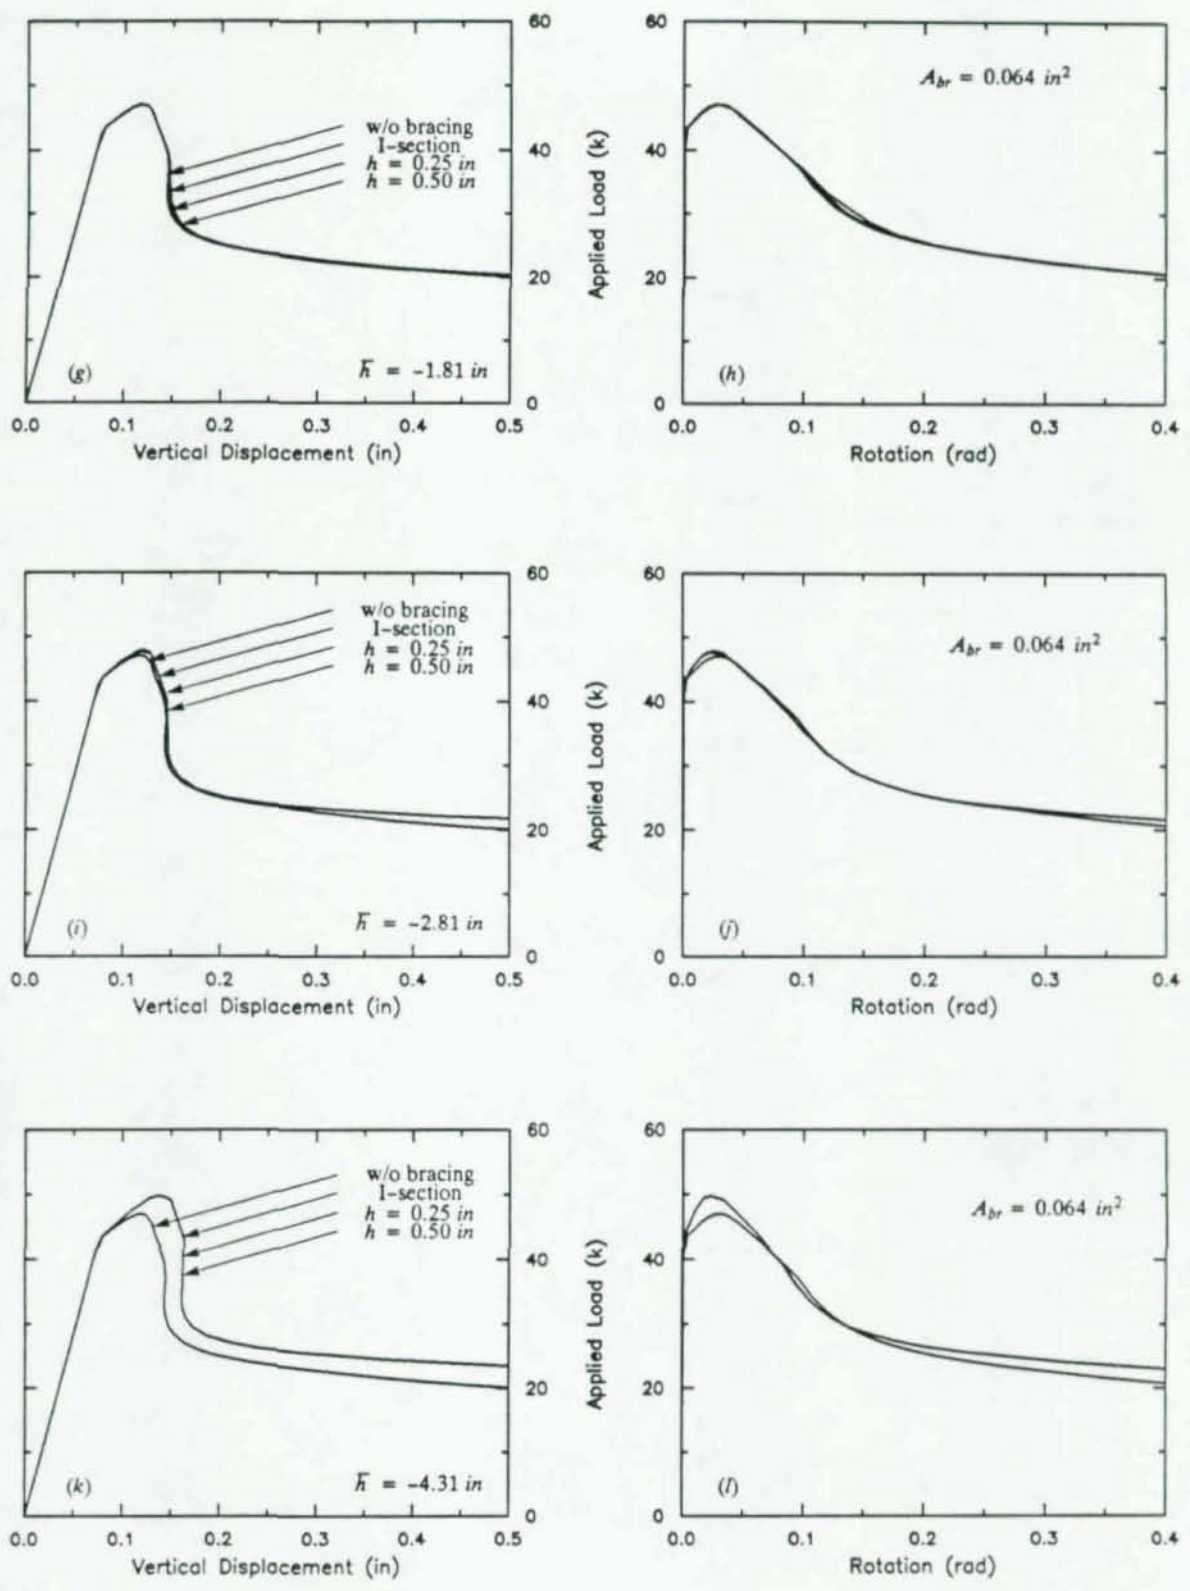 60
w/o bracing
I-section
h = 0.25 in
h = 0.50 in
40
20
0
(g)
h̅ = -1.81 in
0.0 0.1 0.2 0.3 0.4 0.5
Vertical Displacement (in)
Applied Load (k)
60
40
20
0
A_br = 0.064 in²
(h)
0.0 0.1 0.2 0.3 0.4
Rotation (rad)
60
w/o bracing
I-section
h = 0.25 in
h = 0.50 in
40
20
0
(i)
h̅ = -2.81 in
0.0 0.1 0.2 0.3 0.4 0.5
Vertical Displacement (in)
Applied Load (k)
60
40
20
0
A_br = 0.064 in²
(j)
0.0 0.1 0.2 0.3 0.4
Rotation (rad)
60
w/o bracing
I-section
h = 0.25 in
h = 0.50 in
40
20
0
(k)
h̅ = -4.31 in
0.0 0.1 0.2 0.3 0.4 0.5
Vertical Displacement (in)
Applied Load (k)
60
40
20
0
A_br = 0.064 in²
(l)
0.0 0.1 0.2 0.3 0.4
Rotation (rad)